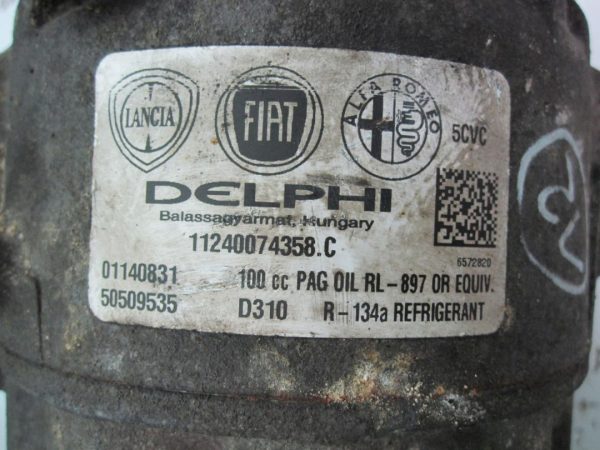 LANCIA
FIAT
ALFA ROMEO
5CVC
DELPHI
Balassagyarmat, Hungary
11240074358.C
6572820
01140831 100 cc PAG OIL RL-897 OR EQUIV.
50509535 D310 R-134a REFRIGERANT